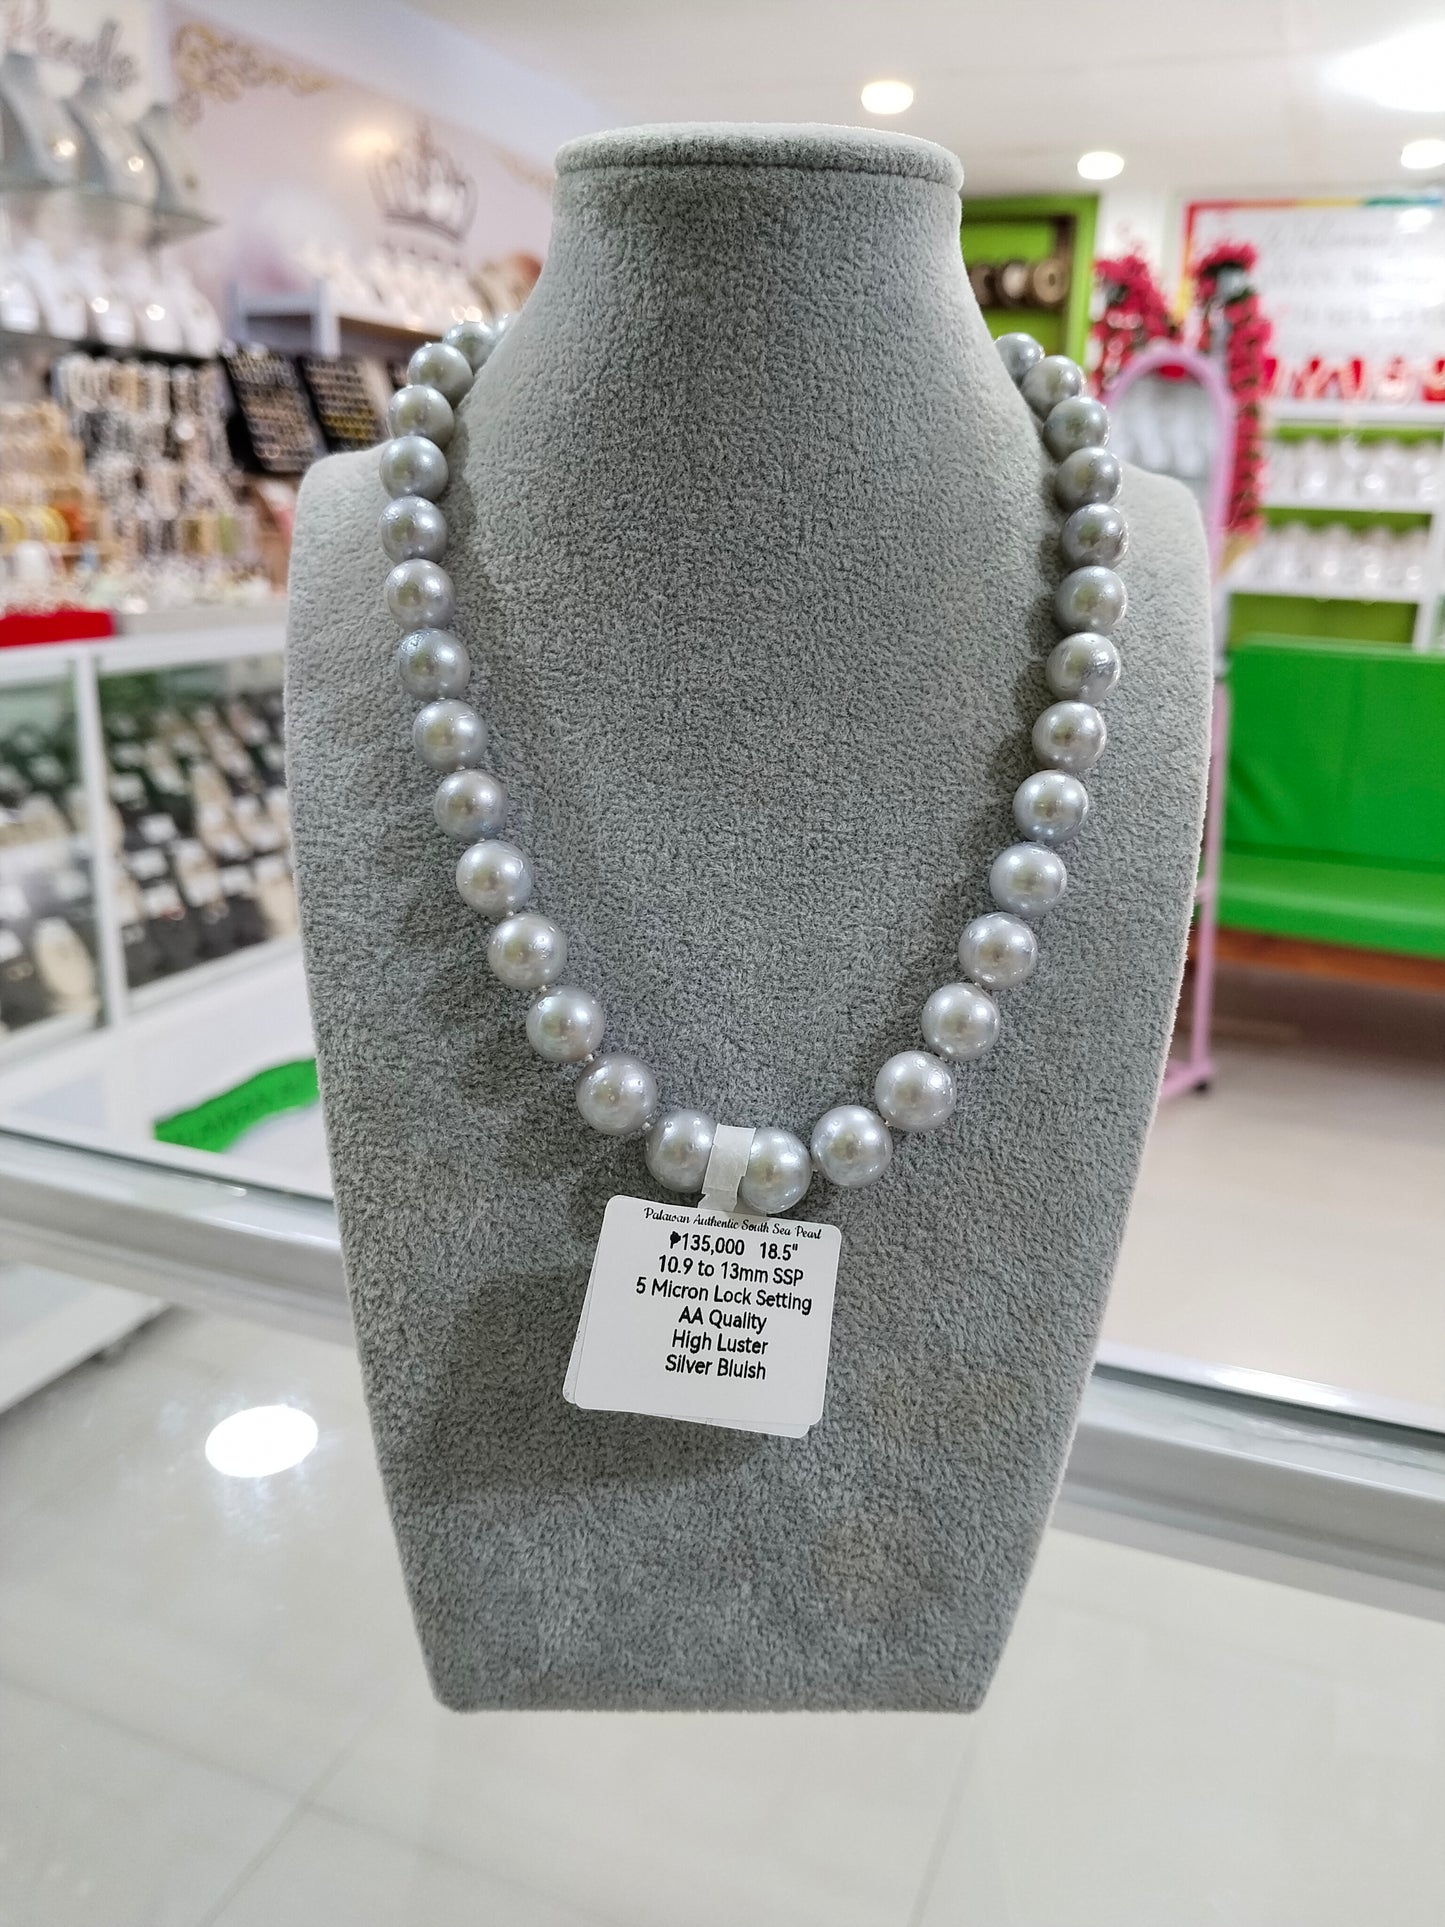 Pearls
Palawan Authentic South Sea Pearl
₱135,000 18.5"
10.9 to 13mm SSP
5 Micron Lock Setting
AA Quality
High Luster
Silver Bluish